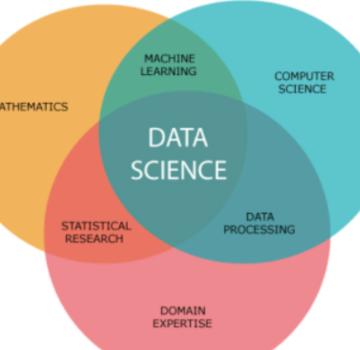 MACHINE
LEARNING
COMPUTER
SCIENCE
ATHEMATICS
DATA
SCIENCE
STATISTICAL
RESEARCH
DATA
PROCESSING
DOMAIN
EXPERTISE